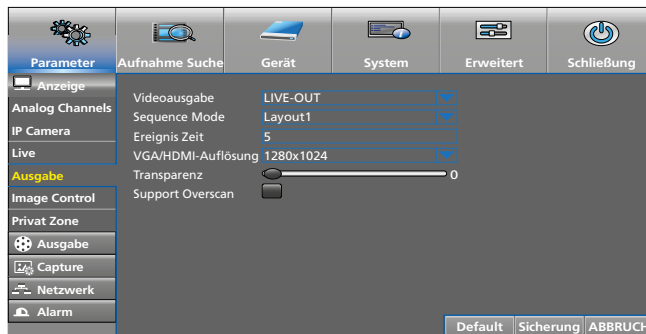 Parameter Aufnahme Suche Gerät System Erweitert Schließung
Anzeige
Analog Channels
IP Camera
Live
Ausgabe
Image Control
Privat Zone
Ausgabe
Capture
Netzwerk
Alarm
Videoausgabe LIVE-OUT
Sequence Mode Layout1
Ereignis Zeit 5
VGA/HDMI-Auflösung 1280x1024
Transparenz 0
Support Overscan
Default Sicherung ABBRUCH